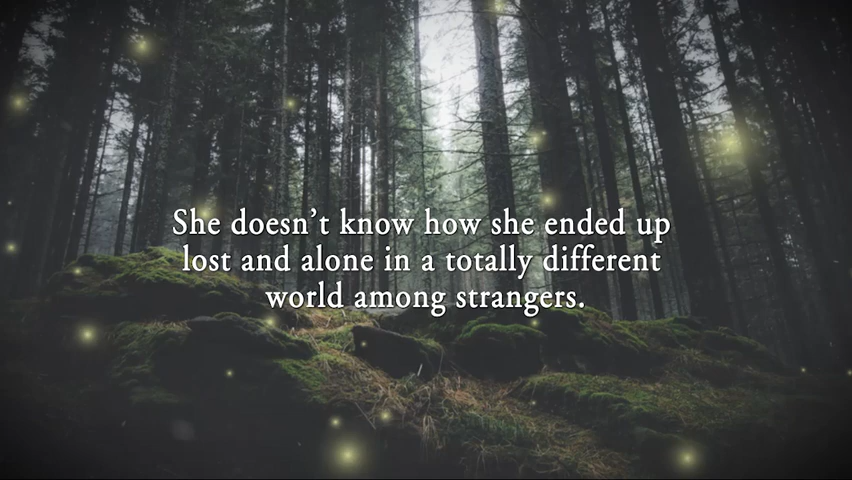 She doesn’t know how she ended up
lost and alone in a totally different
world among strangers.